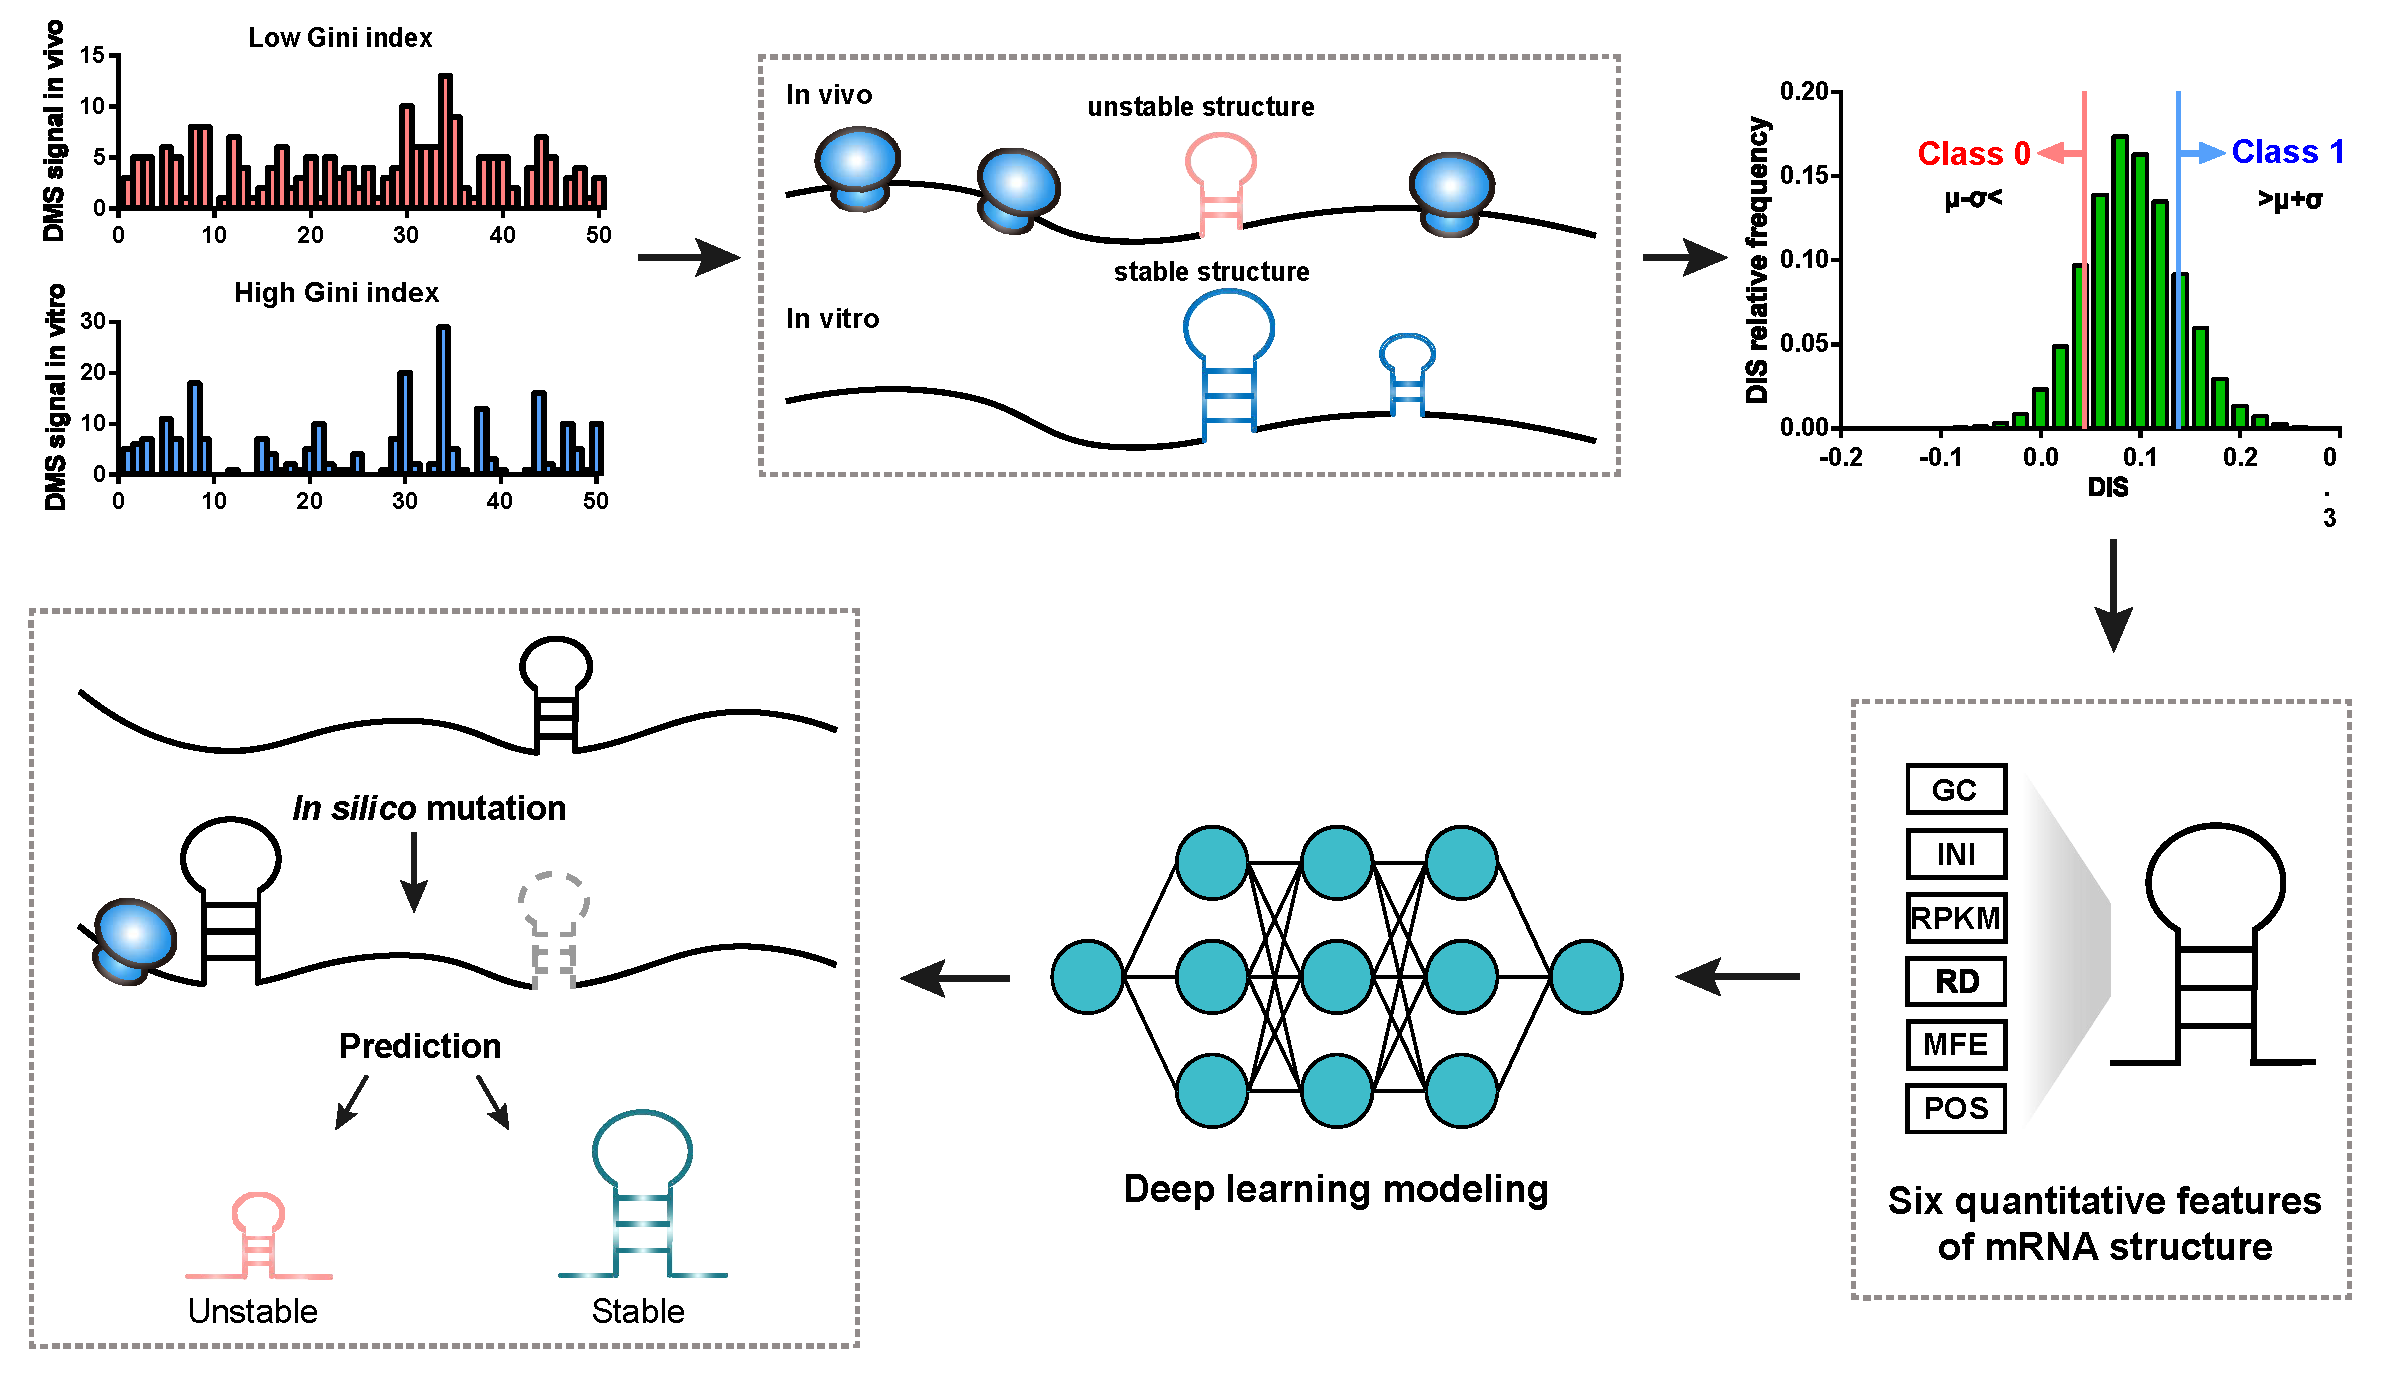 Low Gini index
DMS signal in vivo
15
10
5
0
0 10 20 30 40 50
High Gini index
DMS signal in vitro
30
20
10
0
0 10 20 30 40 50
In vivo
unstable structure
stable structure
In vitro
DIS relative frequency
0.20
0.15
0.10
0.05
0.00
Class 0
μ-σ<
Class 1
>μ+σ
-0.2 -0.1 0.0 0.1 0.2 0
.
3
DIS
GC
INI
RPKM
RD
MFE
POS
Six quantitative features
of mRNA structure
Deep learning modeling
In silico mutation
Prediction
Unstable
Stable